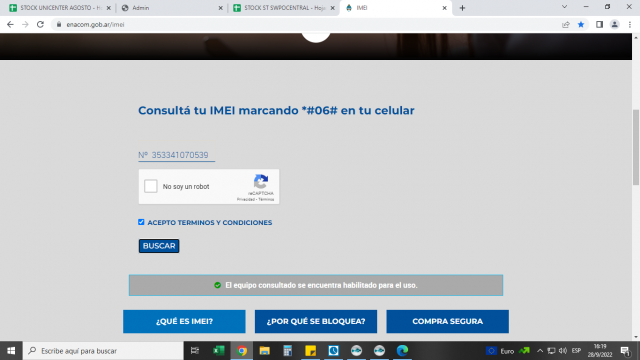 STOCK UNICENTER AGOSTO - Ho
Admin
STOCK ST SWPOCENTRAL - Hoja
IMEI
enacom.gob.ar/imei
Consultá tu IMEI marcando *#06# en tu celular
Nº 353341070539
No soy un robot
reCAPTCHA
Privacidad - Términos
ACEPTO TERMINOS Y CONDICIONES
BUSCAR
El equipo consultado se encuentra habilitado para el uso.
¿QUÉ ES IMEI?
¿POR QUÉ SE BLOQUEA?
COMPRA SEGURA
Escribe aquí para buscar
Euro
ESP
16:19
28/9/2022